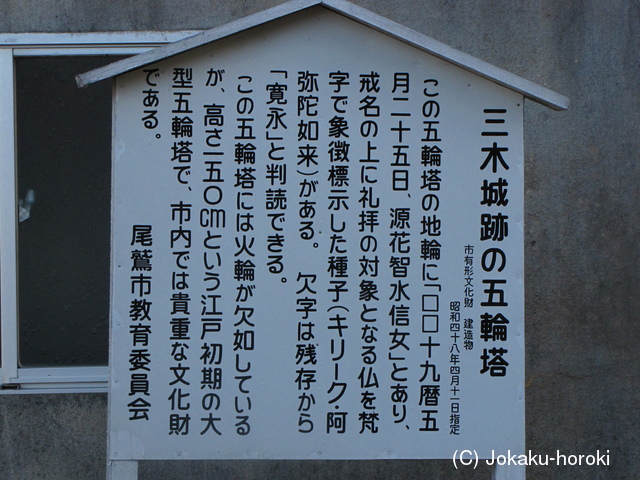 三木城跡の五輪塔
市有形文化財 建造物
昭和四十八年四月十一日指定
この五輪塔の地輪に「□□十九暦五
月二十五日、源花智水信女」とあり、
戒名の上に礼拝の対象となる仏を梵
字で象徴標示した種子(キリーク・阿
弥陀如来)がある。 欠字は残存から
「寛永」と判読できる。
この五輪塔には火輪が欠如している
が、高さ一五〇cmという江戸初期の大
型五輪塔で、市内では貴重な文化財
である。
尾鷲市教育委員会
(C) Jokaku-horoki